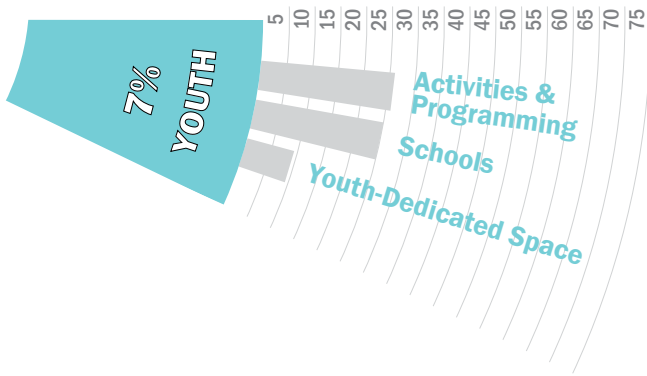 5 10 15 20 25 30 35 40 45 50 55 60 65 70 75
7%
YOUTH
Activities &
Programming
Schools
Youth-Dedicated Space